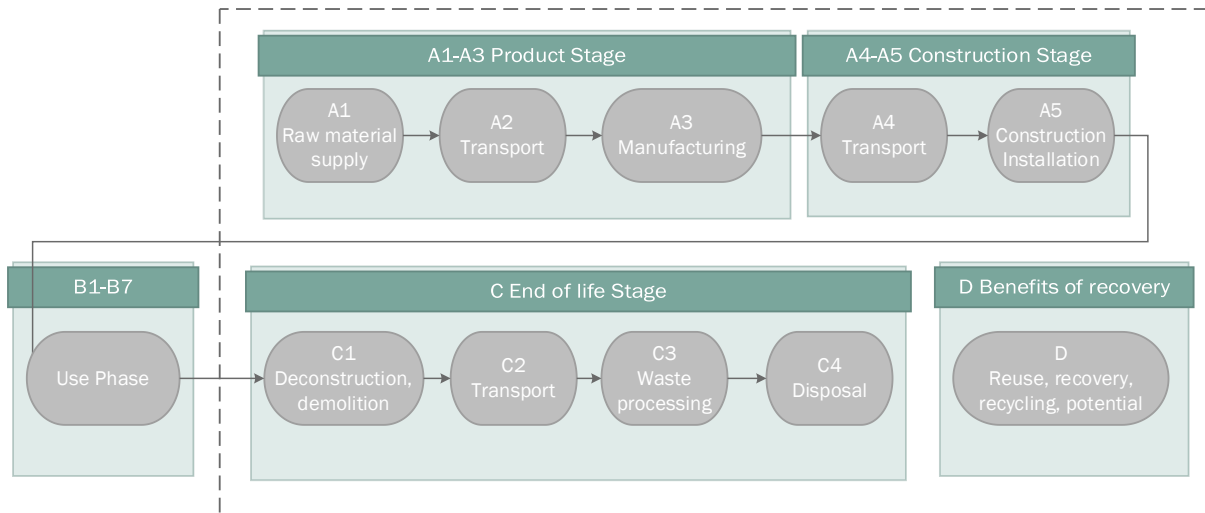 A1-A3 Product Stage
A4-A5 Construction Stage
A1
Raw material
supply
A2
Transport
A3
Manufacturing
A4
Transport
A5
Construction
Installation
B1-B7
C End of life Stage
D Benefits of recovery
Use Phase
C1
Deconstruction,
demolition
C2
Transport
C3
Waste
processing
C4
Disposal
D
Reuse, recovery,
recycling, potential